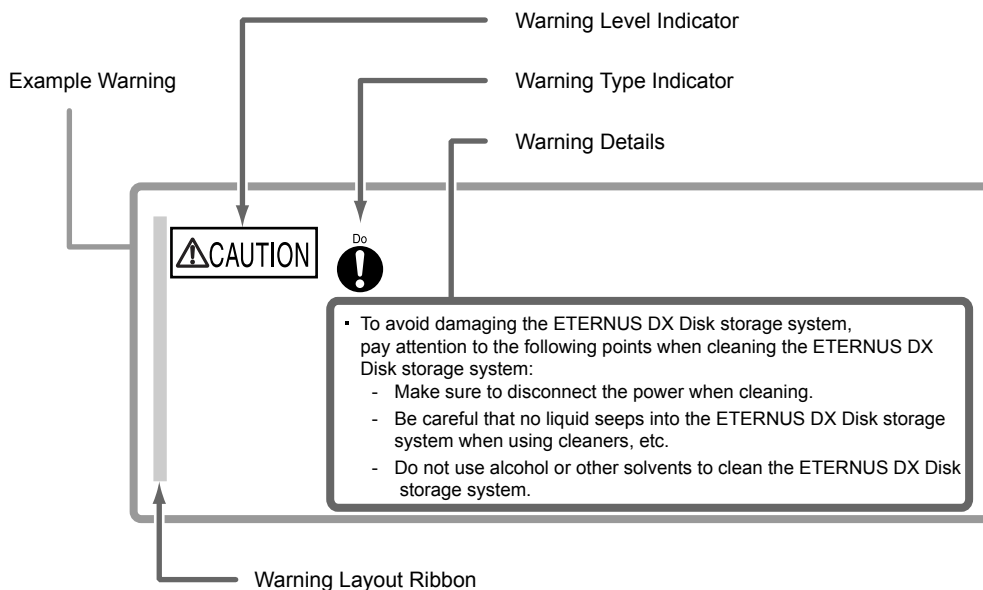 Warning Level Indicator
Example Warning
Warning Type Indicator
Warning Details
CAUTION
Do
▪ To avoid damaging the ETERNUS DX Disk storage system,
pay attention to the following points when cleaning the ETERNUS DX
Disk storage system:
- Make sure to disconnect the power when cleaning.
- Be careful that no liquid seeps into the ETERNUS DX Disk storage
system when using cleaners, etc.
- Do not use alcohol or other solvents to clean the ETERNUS DX Disk
storage system.
Warning Layout Ribbon